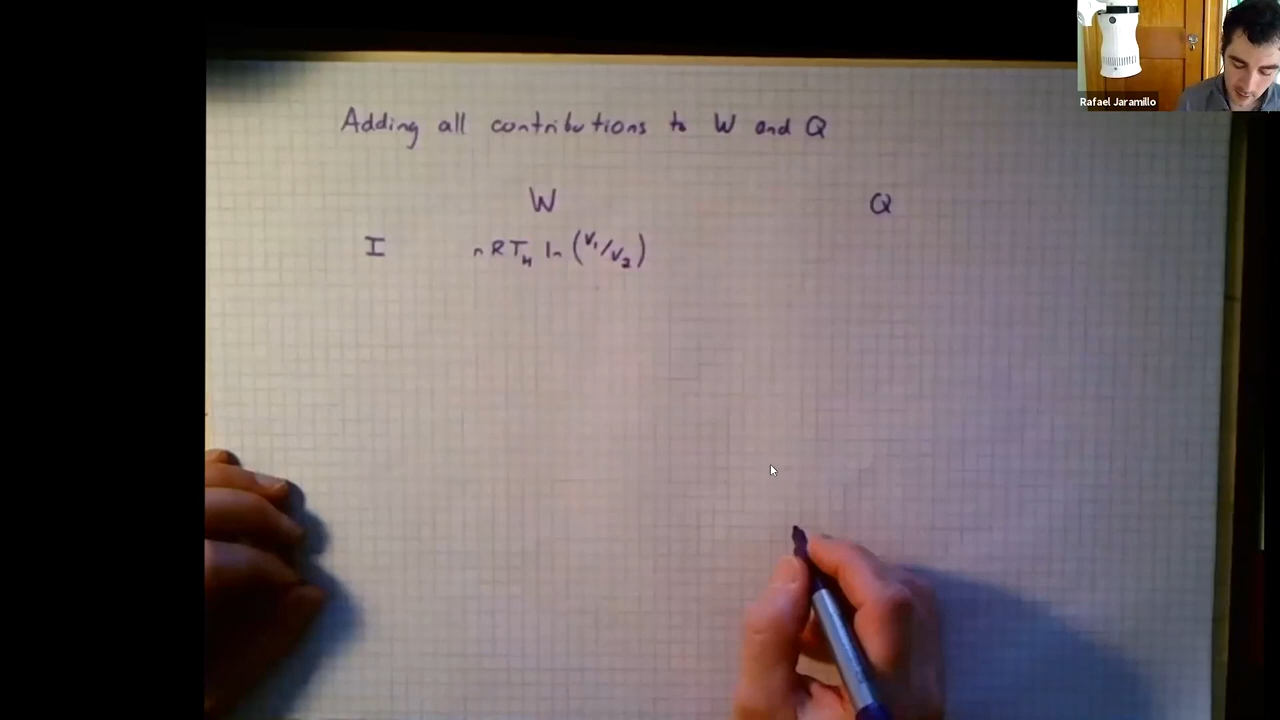 Rafael Jaramillo
Adding all contributions to W and Q
W Q
I nRT_H ln (V₁/V₂)